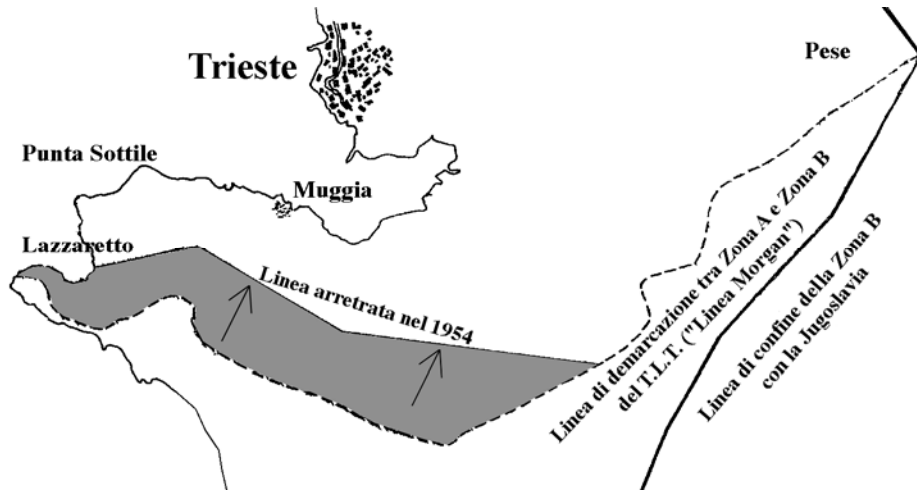 Pese
Trieste
Punta Sottile
Muggia
Lazzaretto
Linea arretrata nel 1954
Linea di demarcazione tra Zona A e Zona B
del T.L.T. ("Linea Morgan")
Linea di confine della Zona B
con la Jugoslavia